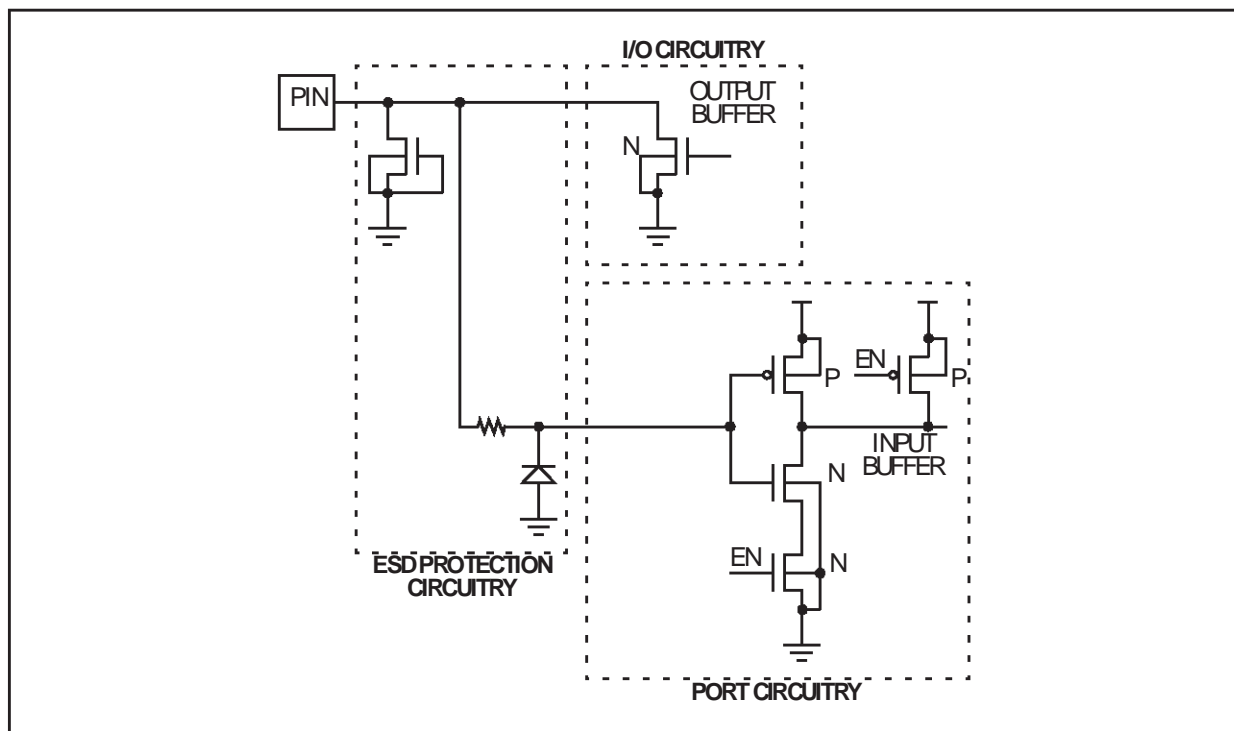 I/O CIRCUITRY
PIN
OUTPUT
BUFFER
N
EN
P
P
INPUT
BUFFER
N
EN
N
ESD PROTECTION
CIRCUITRY
PORT CIRCUITRY